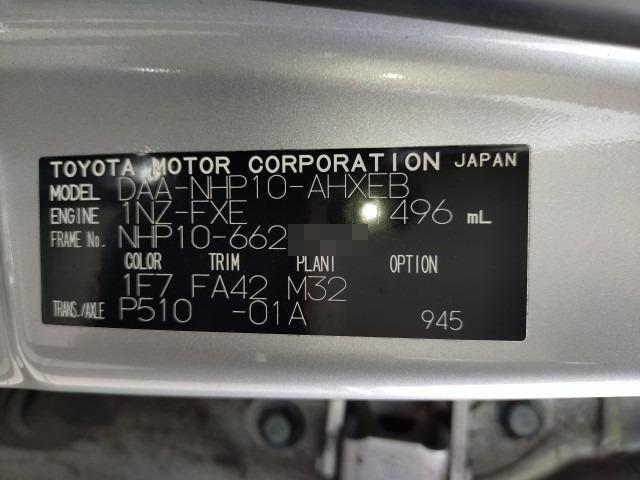 TOYOTA MOTOR CORPORATION JAPAN
MODEL DAA-NHP10-AHXEB
ENGINE 1NZ-FXE 496 mL
FRAME No. NHP10-662
COLOR TRIM PLANT OPTION
1F7 FA42 M32
TRANS./AXLE P510 -01A 945